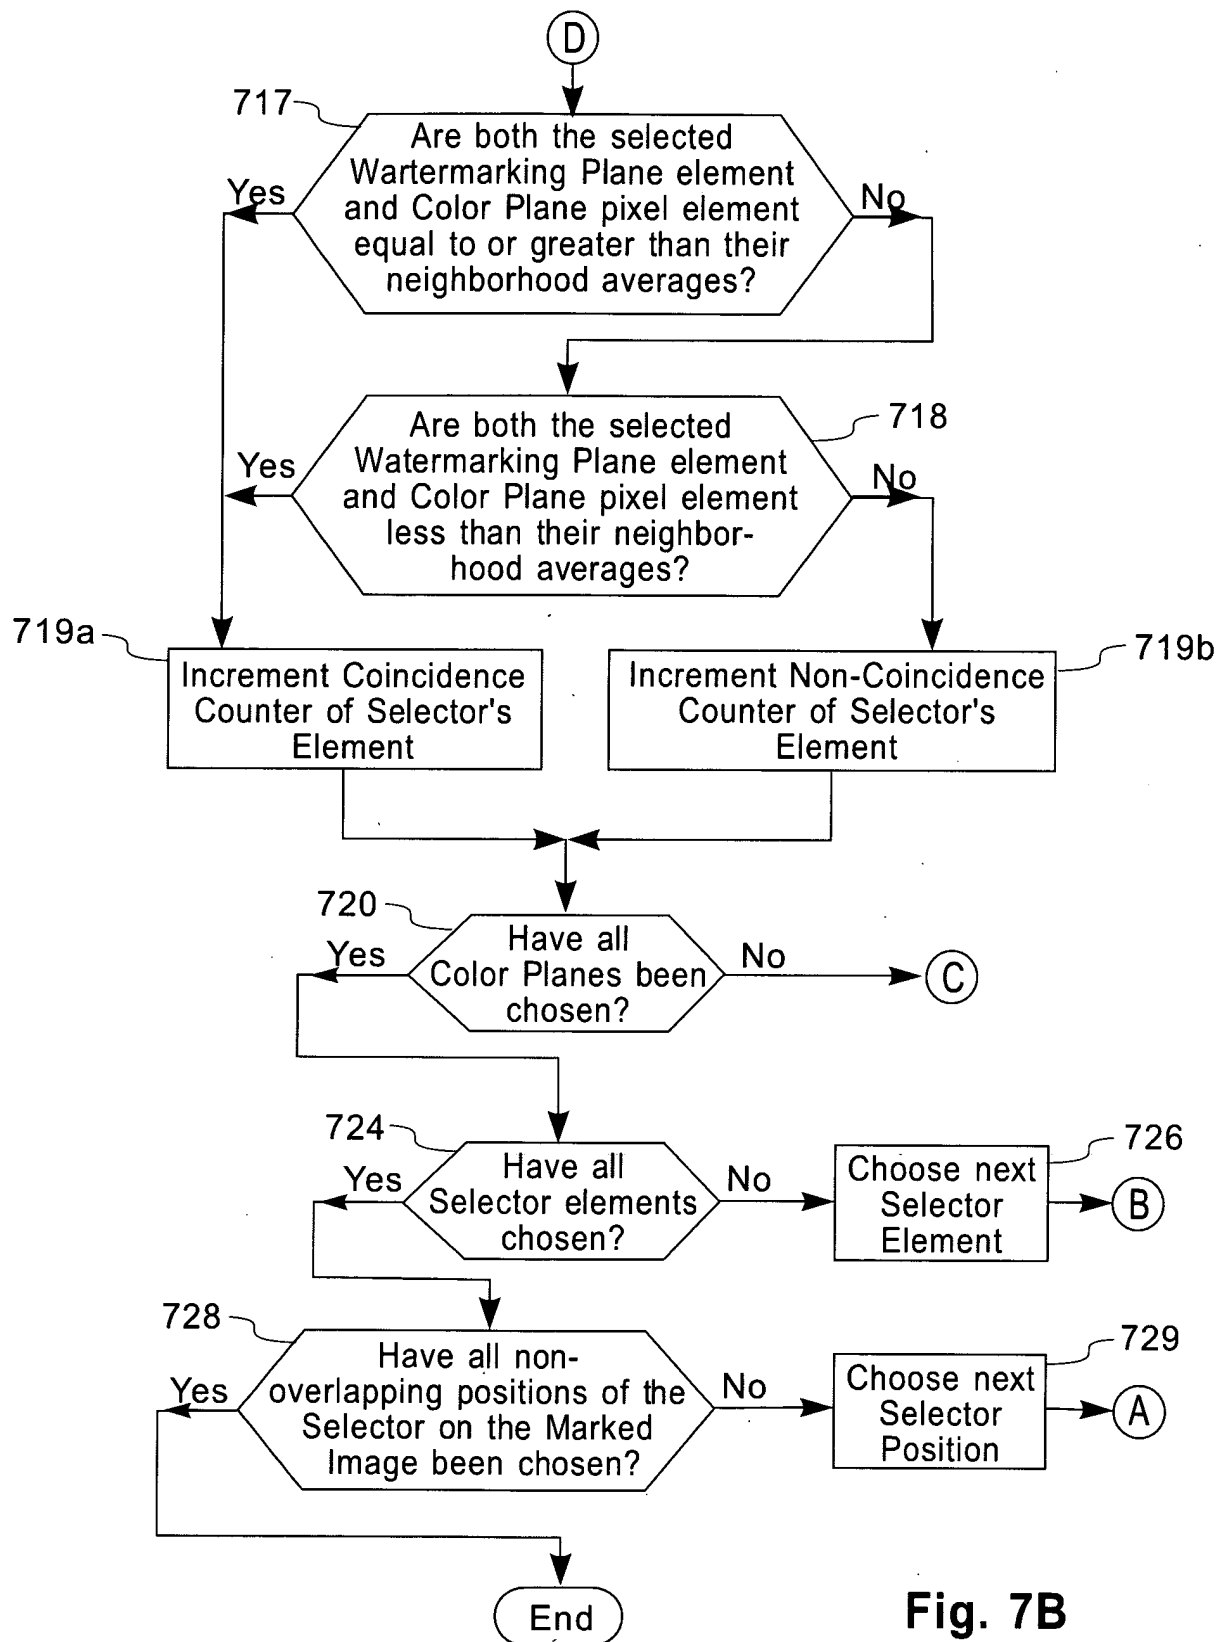 D
717
Are both the selected
Wartermarking Plane element
and Color Plane pixel element
equal to or greater than their
neighborhood averages?
Yes
No
718
Are both the selected
Watermarking Plane element
and Color Plane pixel element
less than their neighbor-
hood averages?
Yes
No
719a
Increment Coincidence
Counter of Selector's
Element
719b
Increment Non-Coincidence
Counter of Selector's
Element
720
Have all
Color Planes been
chosen?
Yes
No
C
724
Have all
Selector elements
chosen?
Yes
No
726
Choose next
Selector
Element
B
728
Have all non-
overlapping positions of the
Selector on the Marked
Image been chosen?
Yes
No
729
Choose next
Selector
Position
A
End
Fig. 7B